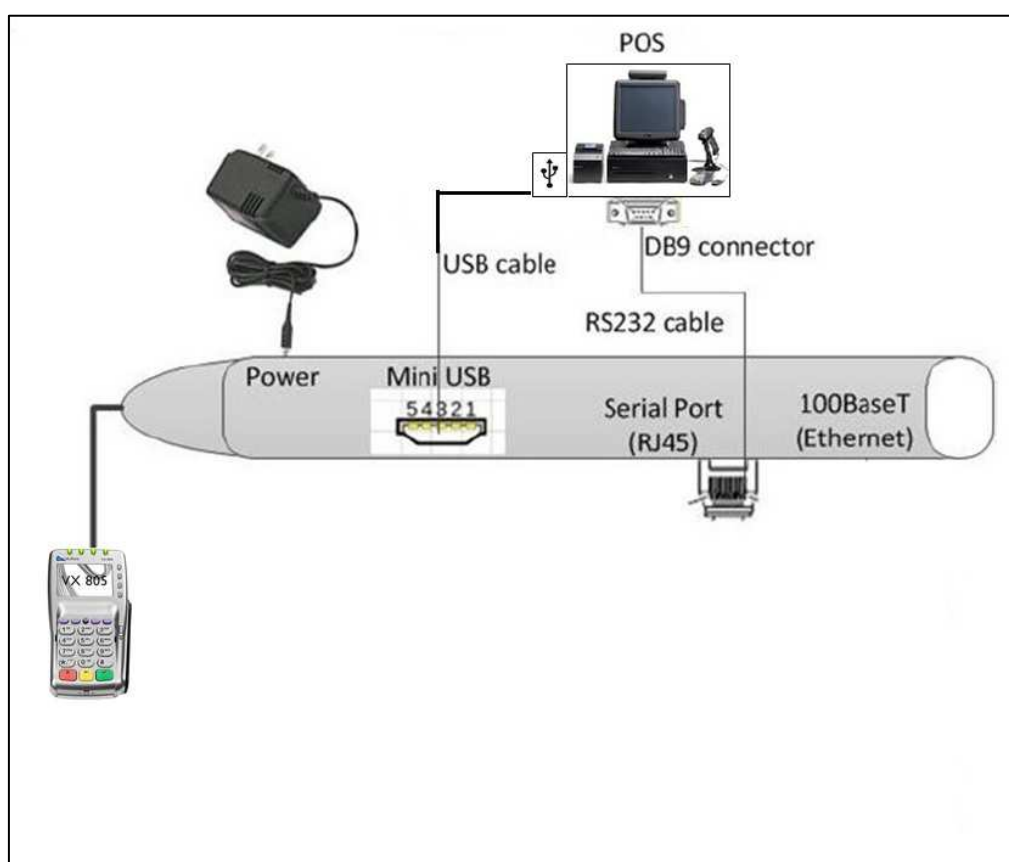 POS
DB9 connector
USB cable
RS232 cable
Power
Mini USB
54321
Serial Port
(RJ45)
100BaseT
(Ethernet)
VX 805